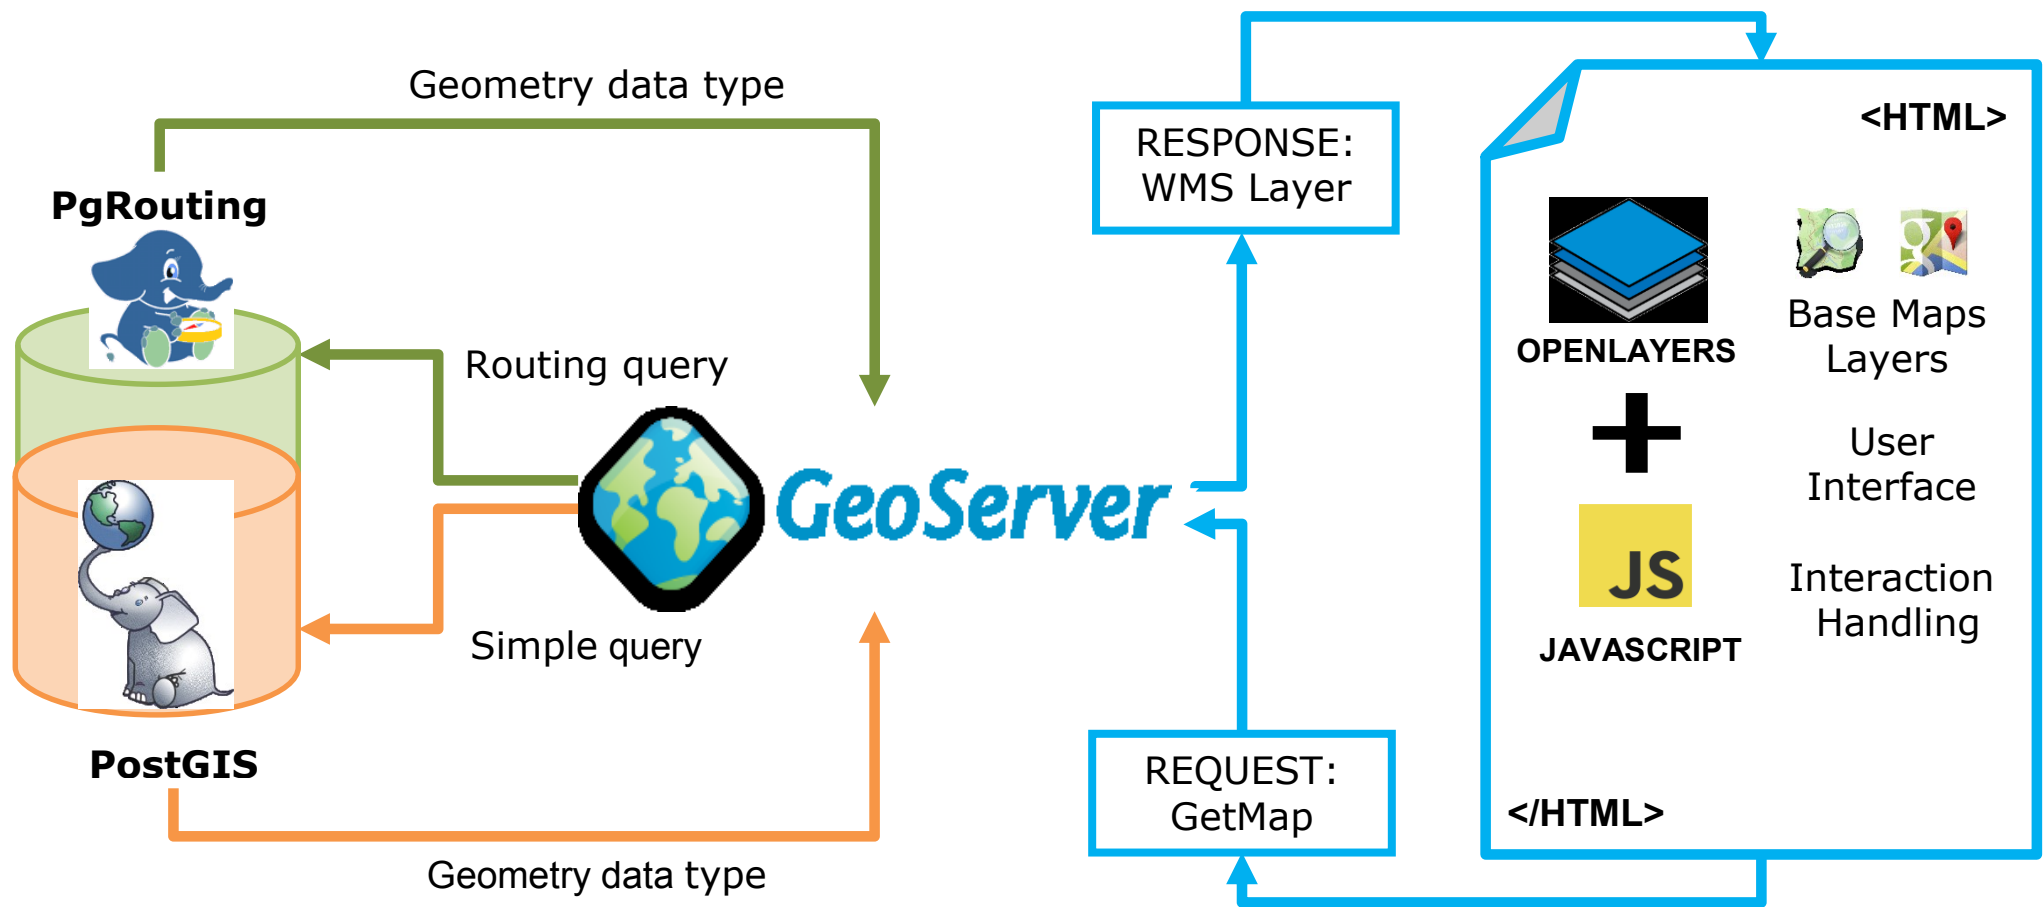 Geometry data type
PgRouting
Routing query
GeoServer
Simple query
PostGIS
Geometry data type
RESPONSE:
WMS Layer
REQUEST:
GetMap
<HTML>
OPENLAYERS
Base Maps
Layers
User
Interface
JS
JAVASCRIPT
Interaction
Handling
</HTML>